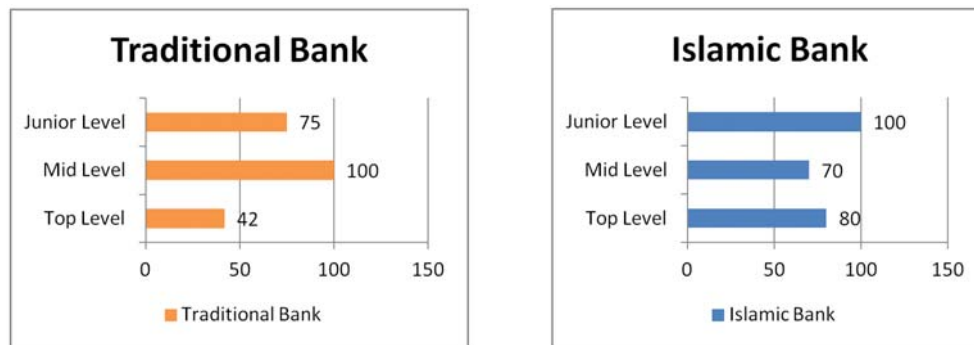 Traditional Bank
Junior Level 75
Mid Level 100
Top Level 42
0 50 100 150
Traditional Bank
Islamic Bank
Junior Level 100
Mid Level 70
Top Level 80
0 50 100 150
Islamic Bank